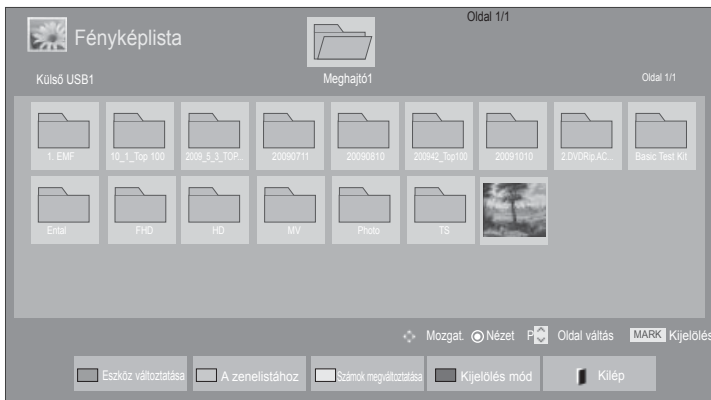 Oldal 1/1
Fényképlista
Külső USB1
Meghajtó1
Oldal 1/1
1. EMF 10_1_Top 100 2009_5_3_TOP... 20090711 20090810 200942_Top100 20091010 2.DVDRip.AC... Basic Test Kit
Ental FHD HD MV Photo TS
Mozgat. Nézet P Oldal váltás MARK Kijelölés
Eszköz változtatása A zenelistához Számok megváltoztatása Kijelölés mód Kilép